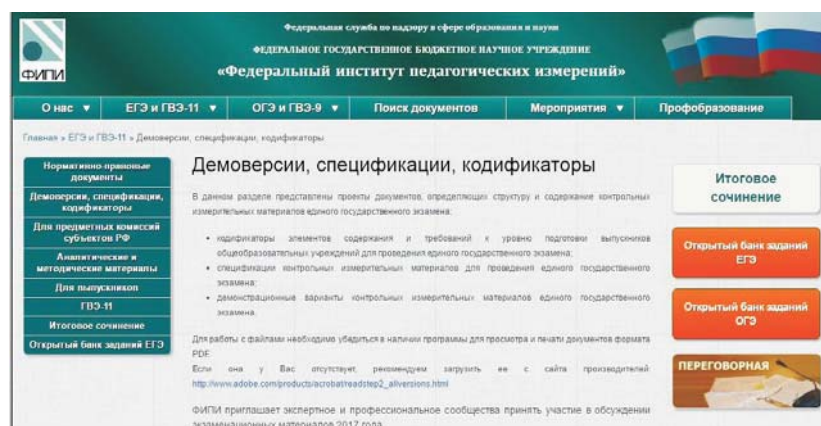 Федеральная служба по надзору в сфере образования и науки
ФЕДЕРАЛЬНОЕ ГОСУДАРСТВЕННОЕ БЮДЖЕТНОЕ НАУЧНОЕ УЧРЕЖДЕНИЕ
«Федеральный институт педагогических измерений»
ФИПИ
О нас ▼ ЕГЭ и ГВЭ-11 ▼ ОГЭ и ГВЭ-9 ▼ Поиск документов Мероприятия ▼ Профобразование
Главная » ЕГЭ и ГВЭ-11 » Демоверсии, спецификации, кодификаторы
Нормативно-правовые
документы
Демоверсии, спецификации,
кодификаторы
Для предметных комиссий
субъектов РФ
Аналитические и
методические материалы
Для выпускников
ГВЭ-11
Итоговое сочинение
Открытый банк заданий ЕГЭ
Демоверсии, спецификации, кодификаторы
В данном разделе представлены проекты документов, определяющих структуру и содержание контрольных
измерительных материалов единого государственного экзамена:
• кодификаторы элементов содержания и требований к уровню подготовки выпускников
общеобразовательных учреждений для проведения единого государственного экзамена;
• спецификации контрольных измерительных материалов для проведения единого государственного
экзамена;
• демонстрационные варианты контрольных измерительных материалов единого государственного
экзамена.
Для работы с файлами необходимо убедиться в наличии программы для просмотра и печати документов формата
PDF.
Если она у Вас отсутствует, рекомендуем загрузить ее с сайта производителей
http://www.adobe.com/products/acrobat/readstep2_allversions.html
ФИПИ приглашает экспертное и профессиональное сообщества принять участие в обсуждении
экзаменационных материалов 2017 года.
Итоговое
сочинение
Открытый банк заданий
ЕГЭ
Открытый банк заданий
ОГЭ
ПЕРЕГОВОРНАЯ